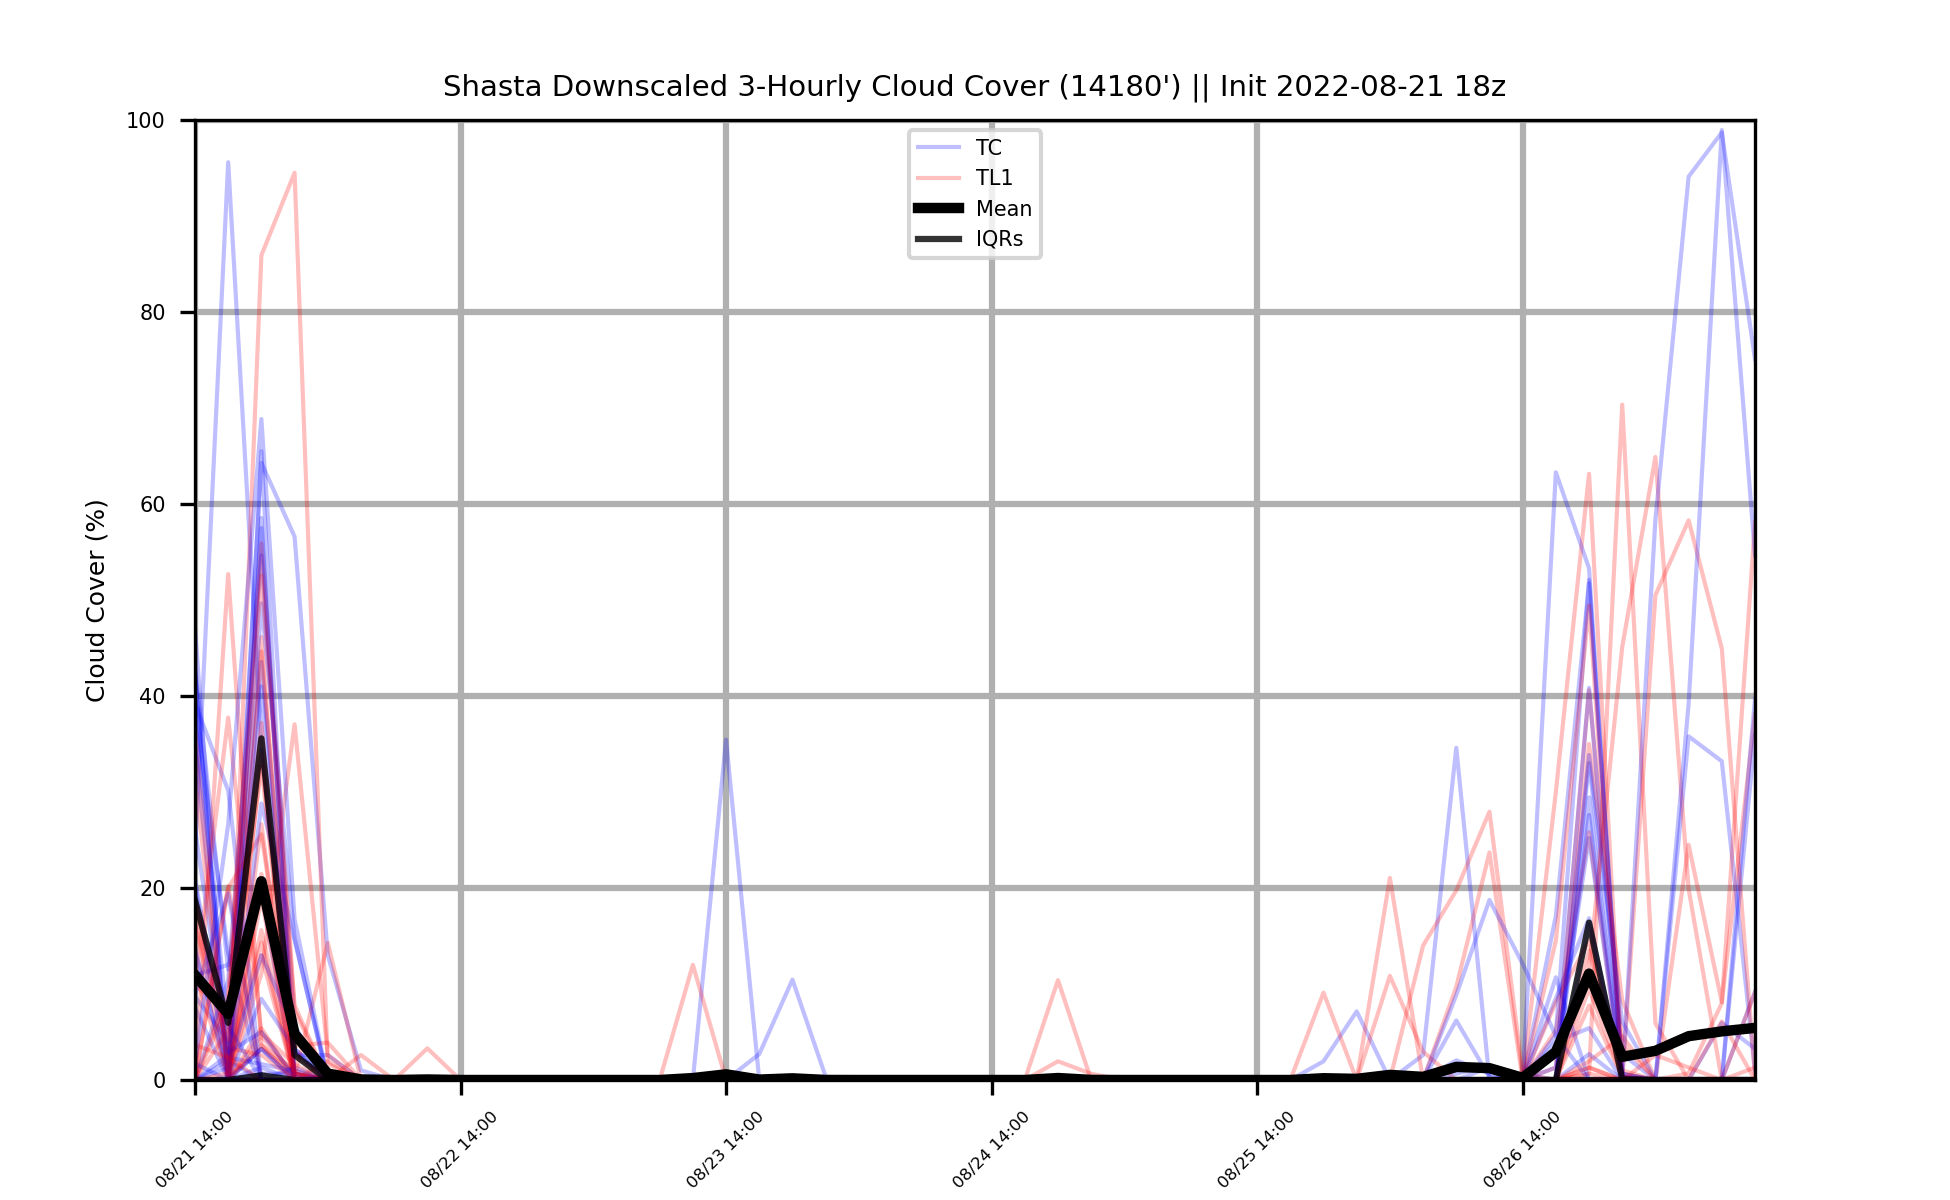 Shasta Downscaled 3-Hourly Cloud Cover (14180') || Init 2022-08-21 18z
100
80
60
40
20
0
Cloud Cover (%)
TC
TL1
Mean
IQRs
08/21 14:00
08/22 14:00
08/23 14:00
08/24 14:00
08/25 14:00
08/26 14:00